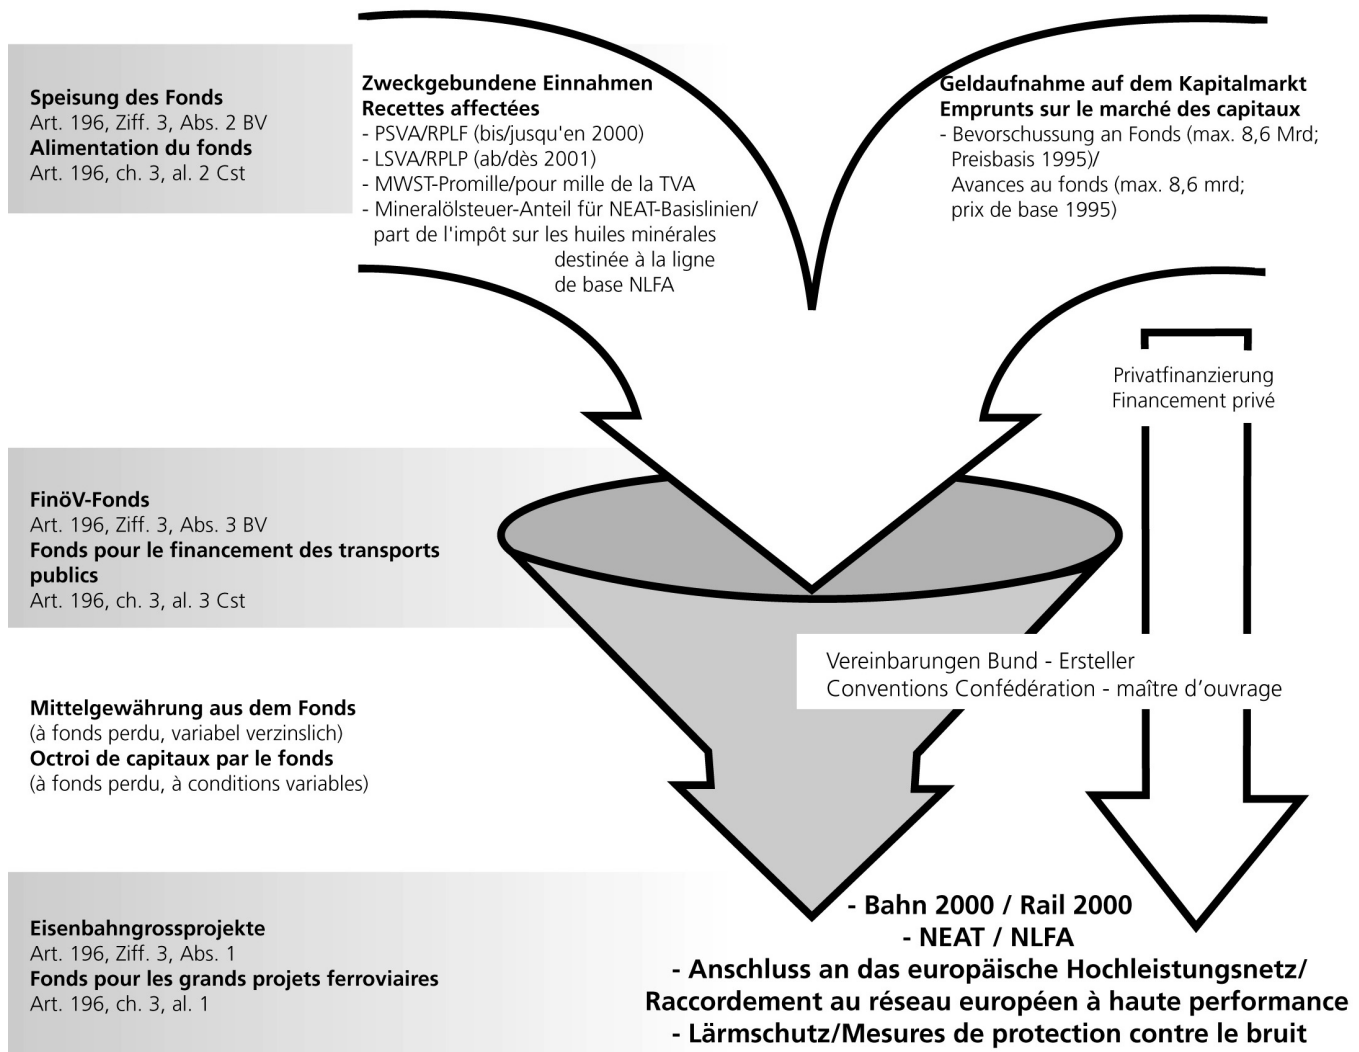 Speisung des Fonds
Art. 196, Ziff. 3, Abs. 2 BV
Alimentation du fonds
Art. 196, ch. 3, al. 2 Cst
Zweckgebundene Einnahmen
Recettes affectées
- PSVA/RPLF (bis/jusqu'en 2000)
- LSVA/RPLP (ab/dès 2001)
- MWST-Promille/pour mille de la TVA
- Mineralölsteuer-Anteil für NEAT-Basislinien/
part de l'impôt sur les huiles minérales
destinée à la ligne
de base NLFA
Geldaufnahme auf dem Kapitalmarkt
Emprunts sur le marché des capitaux
- Bevorschussung an Fonds (max. 8,6 Mrd;
Preisbasis 1995)/
Avances au fonds (max. 8,6 mrd;
prix de base 1995)
Privatfinanzierung
Financement privé
FinöV-Fonds
Art. 196, Ziff. 3, Abs. 3 BV
Fonds pour le financement des transports
publics
Art. 196, ch. 3, al. 3 Cst
Vereinbarungen Bund - Ersteller
Conventions Confédération - maître d’ouvrage
Mittelgewährung aus dem Fonds
(à fonds perdu, variabel verzinslich)
Octroi de capitaux par le fonds
(à fonds perdu, à conditions variables)
Eisenbahngrossprojekte
Art. 196, Ziff. 3, Abs. 1
Fonds pour les grands projets ferroviaires
Art. 196, ch. 3, al. 1
- Bahn 2000 / Rail 2000
- NEAT / NLFA
- Anschluss an das europäische Hochleistungsnetz/
Raccordement au réseau européen à haute performance
- Lärmschutz/Mesures de protection contre le bruit